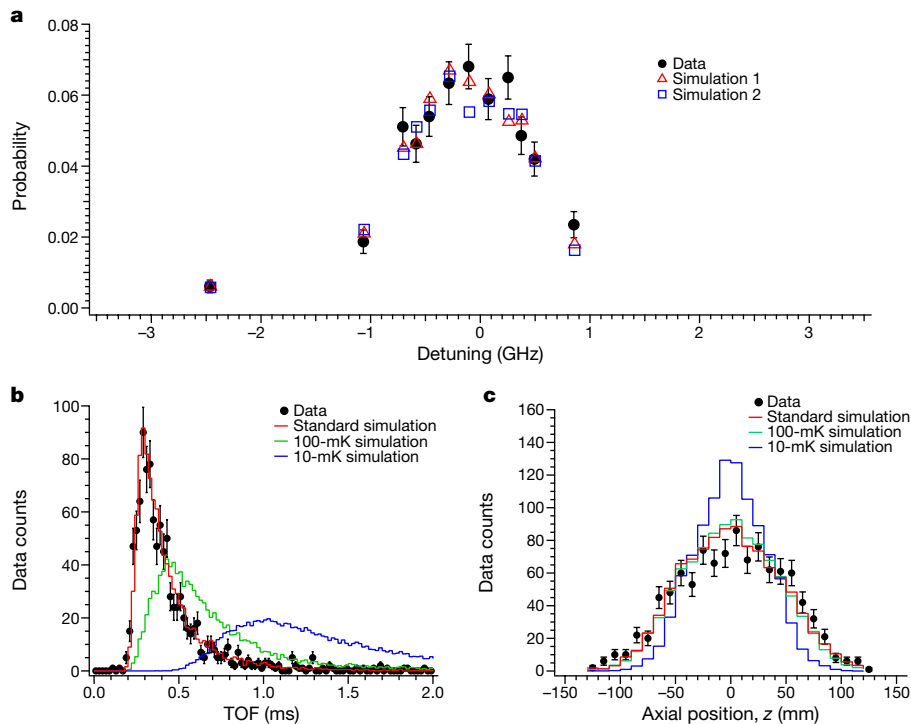 a
0.08
0.06
0.04
0.02
0.00
Probability
Data
Simulation 1
Simulation 2
−3 −2 −1 0 1 2 3
Detuning (GHz)
b
100
80
60
40
20
0
Data counts
Data
Standard simulation
100-mK simulation
10-mK simulation
0.0 0.5 1.0 1.5 2.0
TOF (ms)
c
160
140
120
100
80
60
40
20
0
Data counts
Data
Standard simulation
100-mK simulation
10-mK simulation
−150 −100 −50 0 50 100 150
Axial position, z (mm)